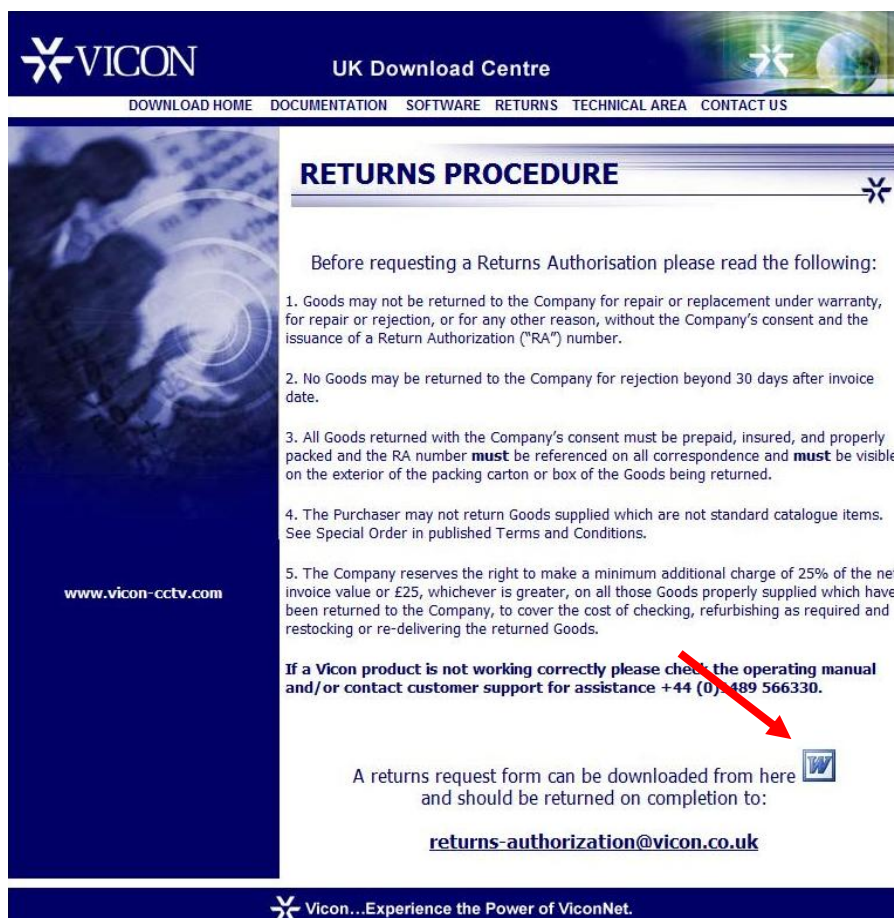 VICON
UK Download Centre
DOWNLOAD HOME DOCUMENTATION SOFTWARE RETURNS TECHNICAL AREA CONTACT US
RETURNS PROCEDURE
Before requesting a Returns Authorisation please read the following:
1. Goods may not be returned to the Company for repair or replacement under warranty,
for repair or rejection, or for any other reason, without the Company's consent and the
issuance of a Return Authorization ("RA") number.
2. No Goods may be returned to the Company for rejection beyond 30 days after invoice
date.
3. All Goods returned with the Company's consent must be prepaid, insured, and properly
packed and the RA number must be referenced on all correspondence and must be visible
on the exterior of the packing carton or box of the Goods being returned.
4. The Purchaser may not return Goods supplied which are not standard catalogue items.
See Special Order in published Terms and Conditions.
5. The Company reserves the right to make a minimum additional charge of 25% of the net
invoice value or £25, whichever is greater, on all those Goods properly supplied which have
been returned to the Company, to cover the cost of checking, refurbishing as required and
restocking or re-delivering the returned Goods.
www.vicon-cctv.com
If a Vicon product is not working correctly please check the operating manual
and/or contact customer support for assistance +44 (0)1489 566330.
A returns request form can be downloaded from here W
and should be returned on completion to:
returns-authorization@vicon.co.uk
Vicon...Experience the Power of ViconNet.